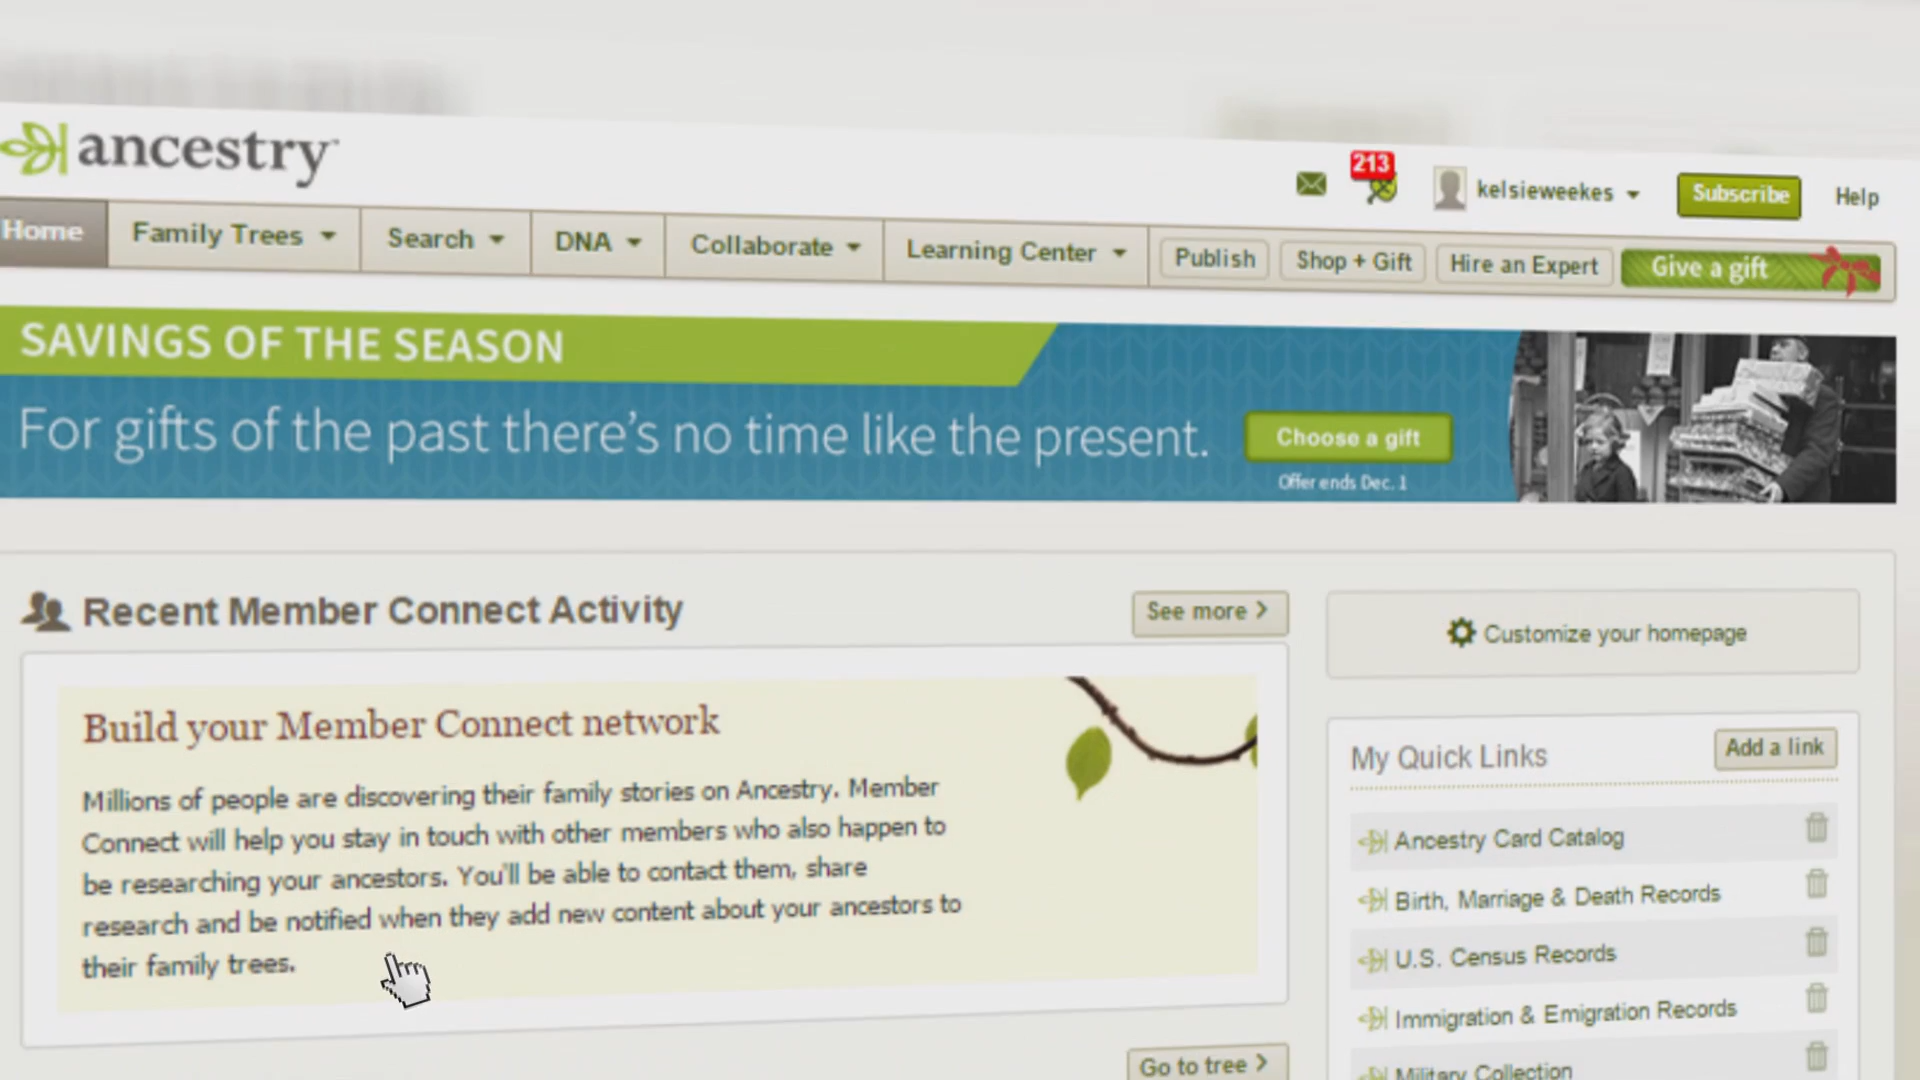 ancestry™
213
kelsieweekes
Subscribe
Help
Home
Family Trees
Search
DNA
Collaborate
Learning Center
Publish
Shop + Gift
Hire an Expert
Give a gift
SAVINGS OF THE SEASON
For gifts of the past there's no time like the present.
Choose a gift
Offer ends Dec. 1
Recent Member Connect Activity
See more
Customize your homepage
Build your Member Connect network
Millions of people are discovering their family stories on Ancestry. Member
Connect will help you stay in touch with other members who also happen to
be researching your ancestors. You'll be able to contact them, share
research and be notified when they add new content about your ancestors to
their family trees.
My Quick Links
Add a link
Ancestry Card Catalog
Birth, Marriage & Death Records
U.S. Census Records
Immigration & Emigration Records
Military Collection
Go to tree